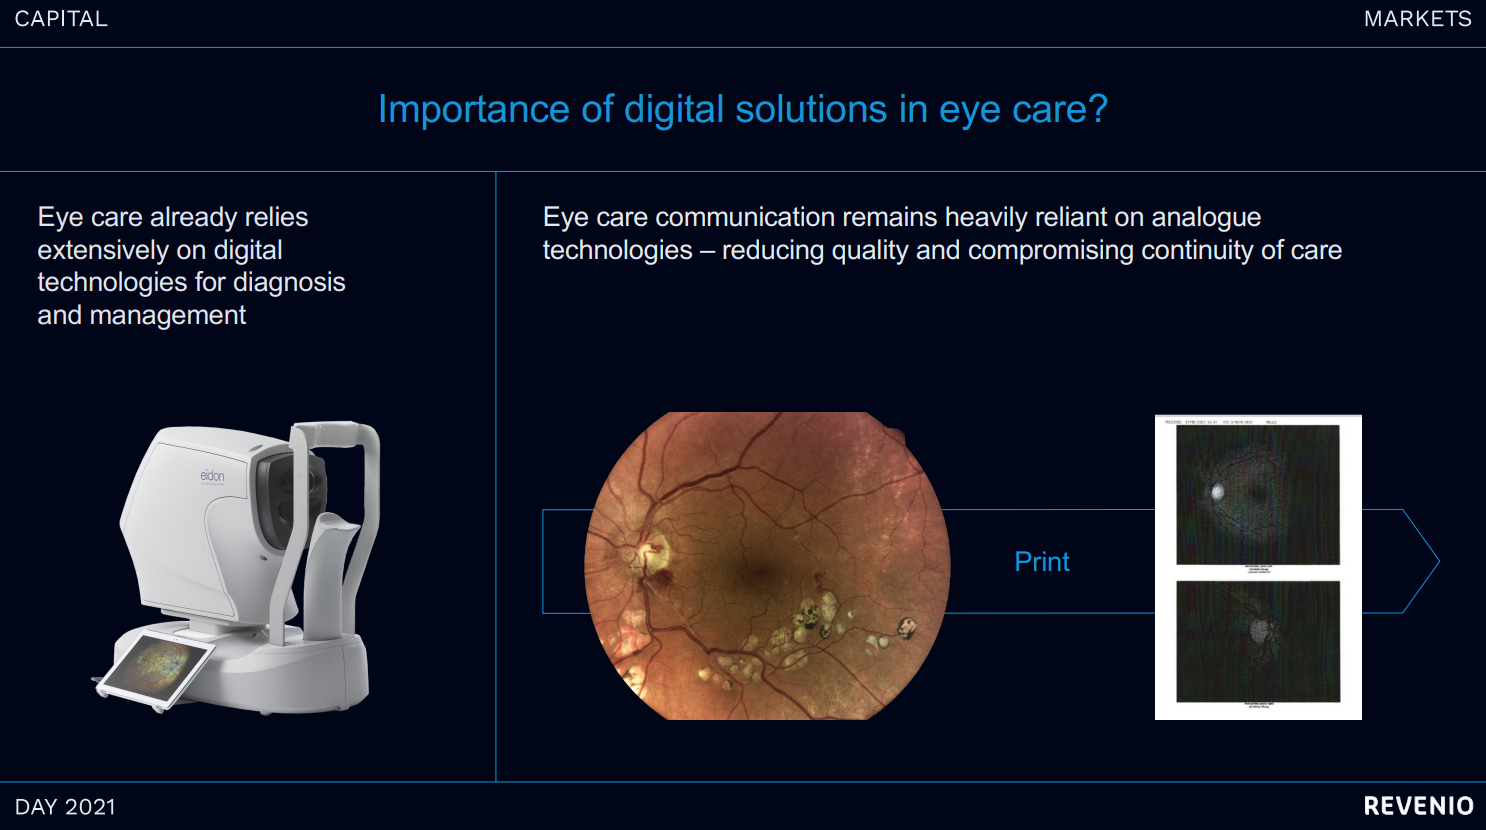 CAPITAL
MARKETS
Importance of digital solutions in eye care?
Eye care already relies
extensively on digital
technologies for diagnosis
and management
Eye care communication remains heavily reliant on analogue
technologies – reducing quality and compromising continuity of care
eidon
Print
DAY 2021
REVENIO